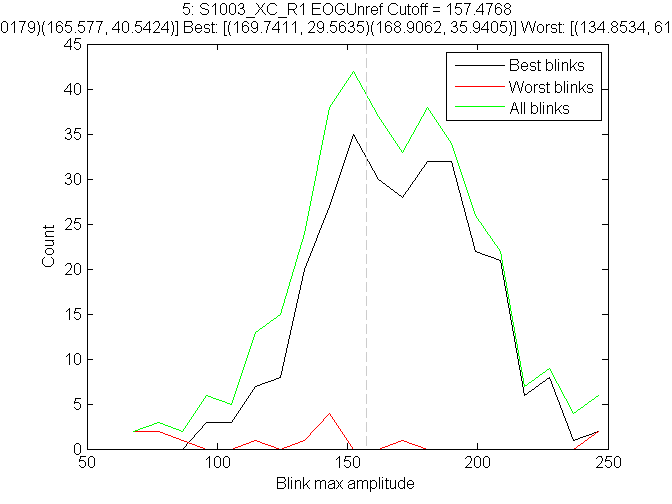 5: S1003_XC_R1 EOGUnref Cutoff = 157.4768
0179)(165.577, 40.5424)] Best: [(169.7411, 29.5635)(168.9062, 35.9405)] Worst: [(134.8534, 61
45
40
35
30
25
20
15
10
5
0
Count
Best blinks
Worst blinks
All blinks
50
100
150
200
250
Blink max amplitude